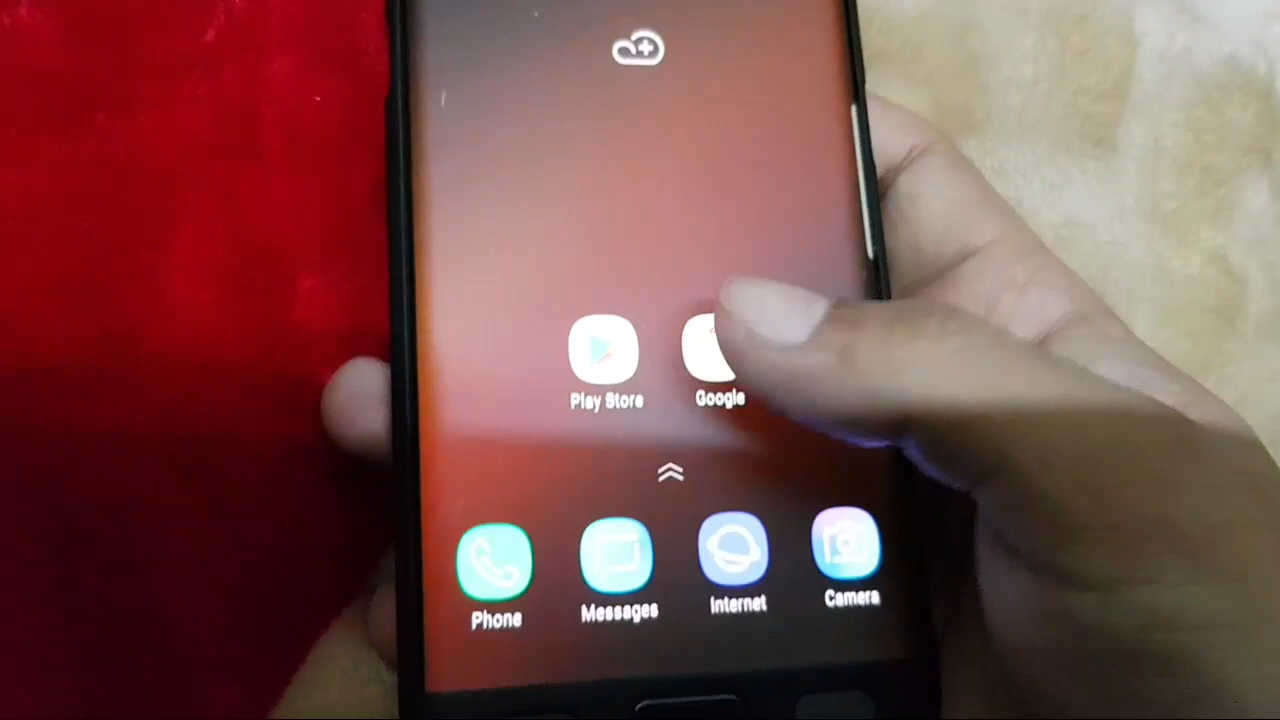 Play Store
Google
Phone
Messages
Internet
Camera